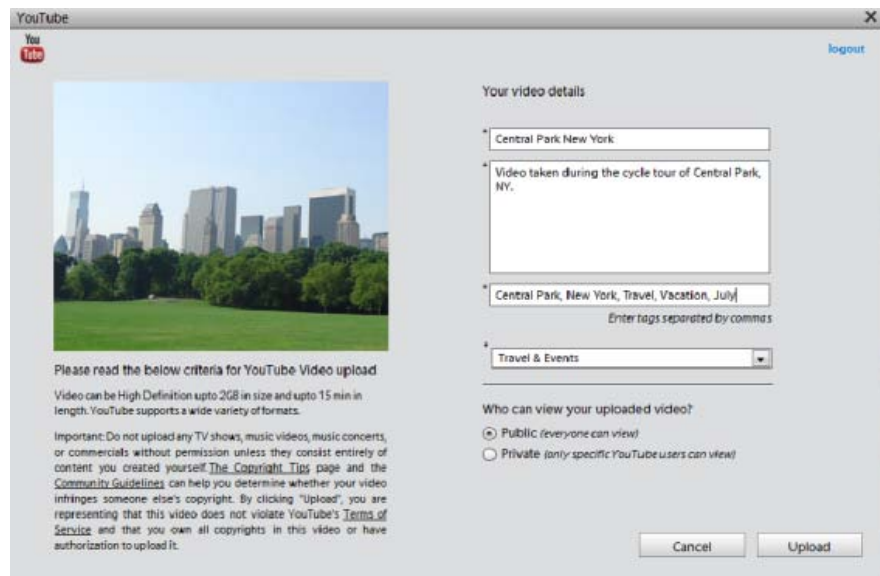 YouTube
X
You
Tube
logout
Your video details
* Central Park New York
* Video taken during the cycle tour of Central Park,
NY.
* Central Park, New York, Travel, Vacation, July
Enter tags separated by commas
*
Travel & Events
Who can view your uploaded video?
Public (everyone can view)
Private (only specific YouTube users can view)
Please read the below criteria for YouTube Video upload
Video can be High Definition upto 2GB in size and upto 15 min in
length. YouTube supports a wide variety of formats.
Important: Do not upload any TV shows, music videos, music concerts,
or commercials without permission unless they consist entirely of
content you created yourself. The Copyright Tips page and the
Community Guidelines can help you determine whether your video
infringes someone else's copyright. By clicking "Upload", you are
representing that this video does not violate YouTube's Terms of
Service and that you own all copyrights in this video or have
authorization to upload it.
Cancel
Upload